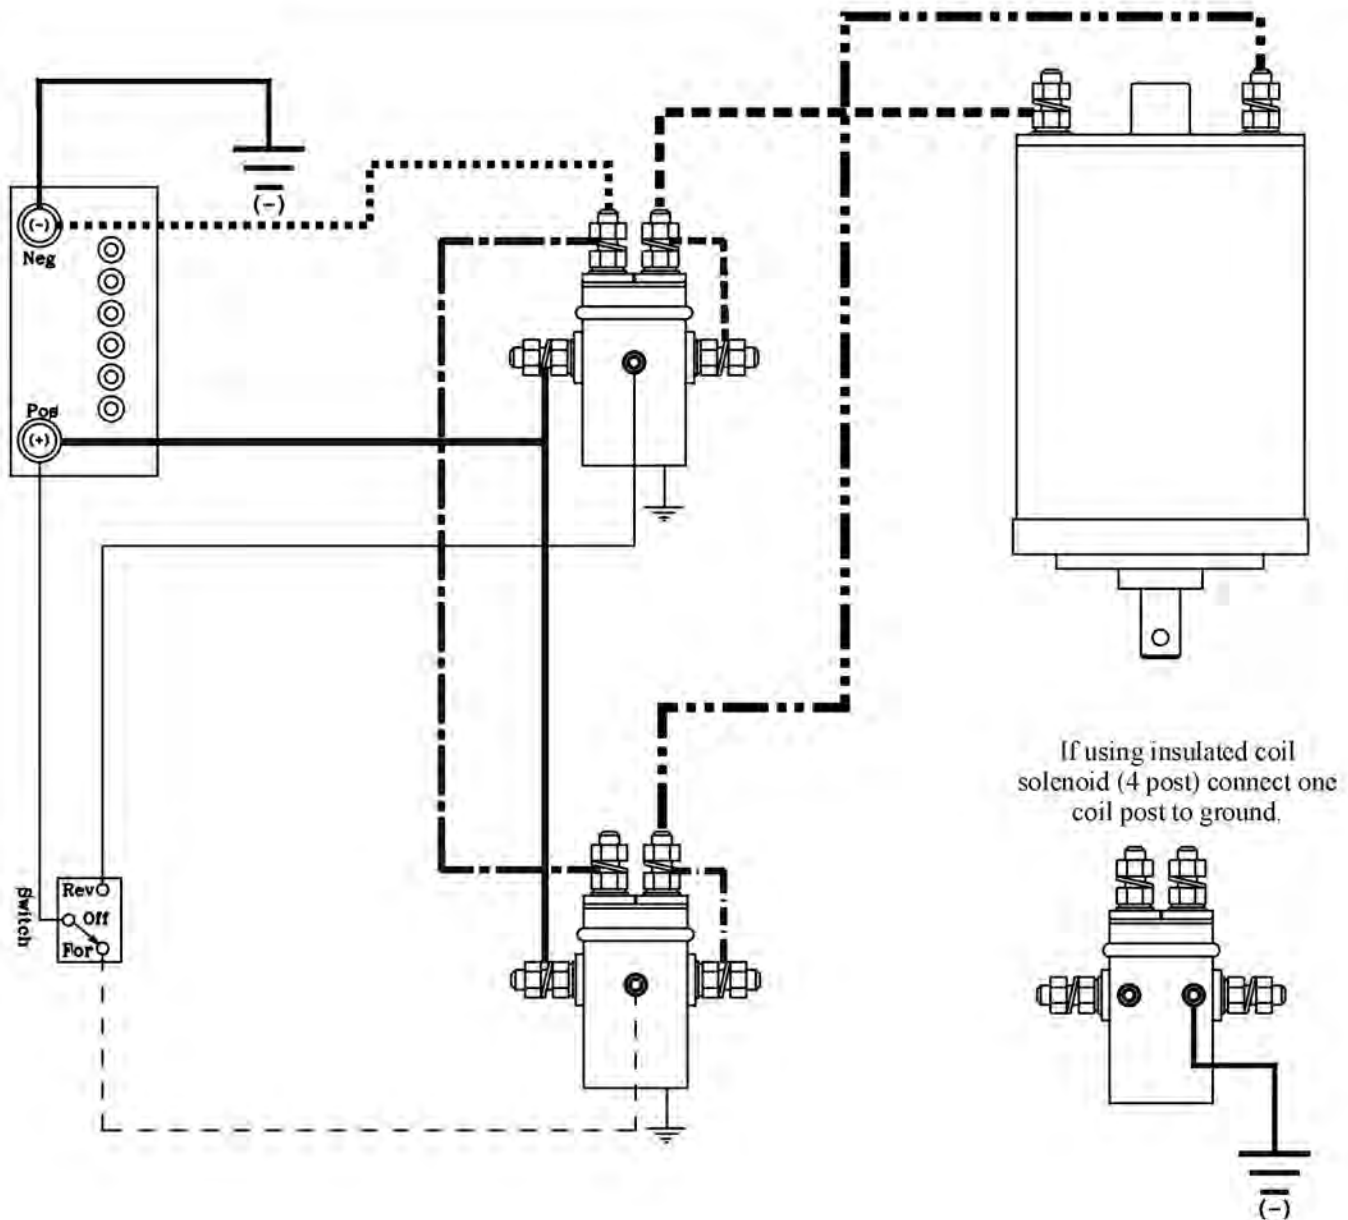 (-)
(-)
Neg
Pos
(+)
If using insulated coil
solenoid (4 post) connect one
coil post to ground.
Switch
Rev
Off
For
(-)